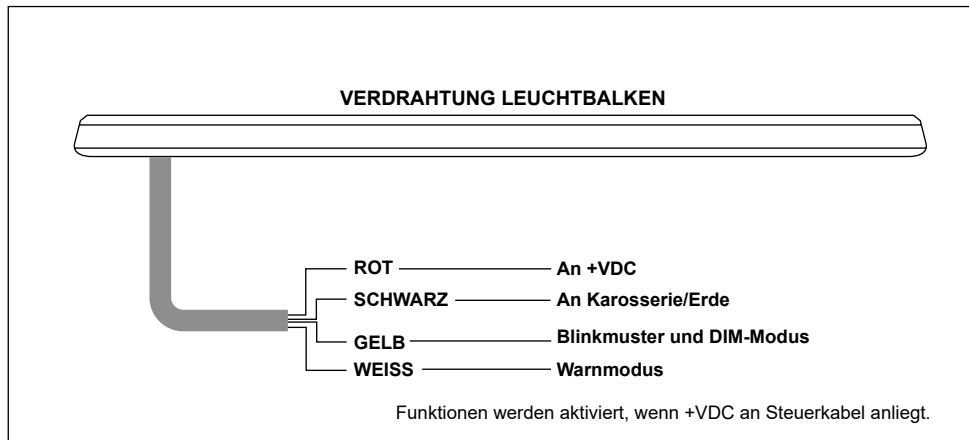 VERDRAHTUNG LEUCHTBALKEN
ROT An +VDC
SCHWARZ An Karosserie/Erde
GELB Blinkmuster und DIM-Modus
WEISS Warnmodus
Funktionen werden aktiviert, wenn +VDC an Steuerkabel anliegt.